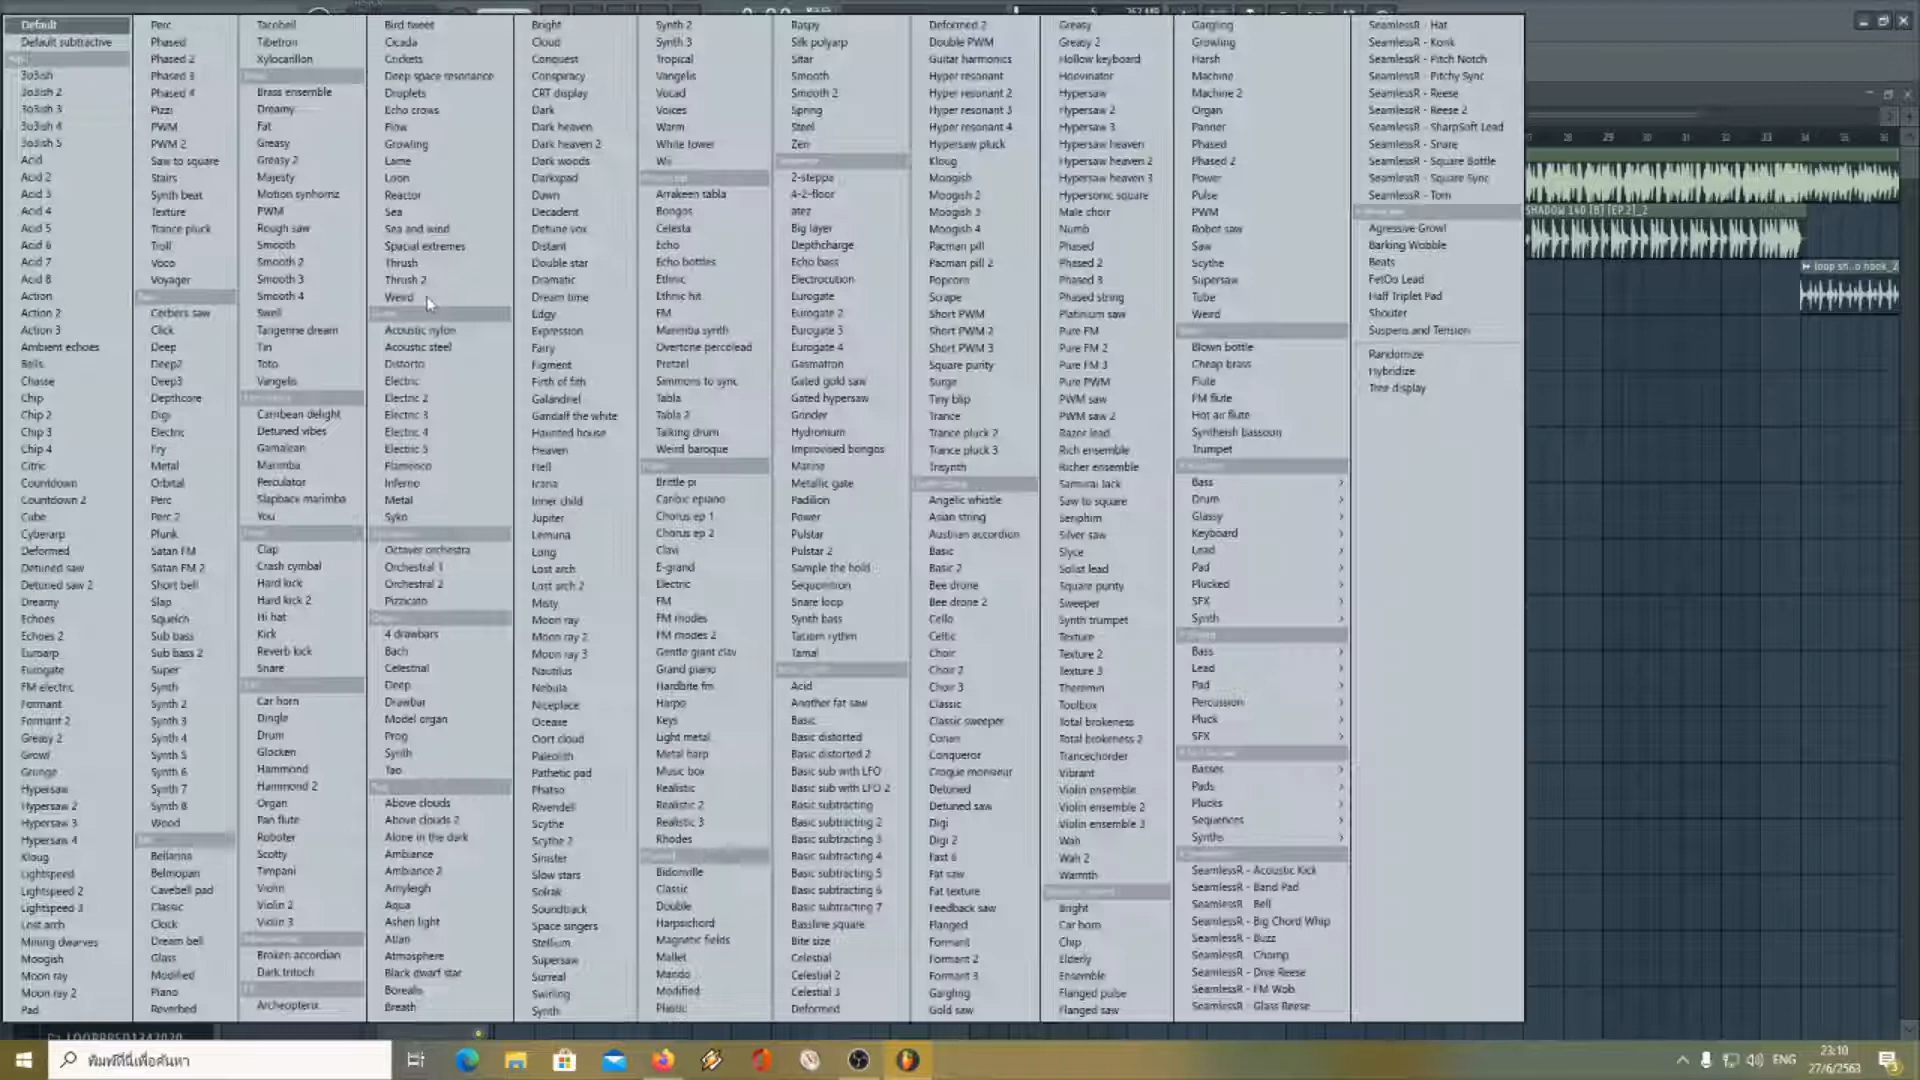 Default
Default subtractive
3o3ish
3o3ish 2
3o3ish 3
3o3ish 4
3o3ish 5
Acid
Acid 2
Acid 3
Acid 4
Acid 5
Acid 6
Acid 7
Acid 8
Action
Action 2
Action 3
Ambient echoes
Bells
Chasse
Chip
Chip 2
Chip 3
Chip 4
Citric
Countdown
Countdown 2
Cube
Cyberarp
Deformed
Detuned saw
Detuned saw 2
Dreamy
Echoes
Echoes 2
Euroarp
Eurogate
FM electric
Formant
Formant 2
Greasy 2
Growl
Grunge
Hypersaw
Hypersaw 2
Hypersaw 3
Hypersaw 4
Kloug
Lightspeed
Lightspeed 2
Lightspeed 3
Lost arch
Mining dwarves
Moogish
Moon ray
Moon ray 2
Pad
Perc
Phased
Phased 2
Phased 3
Phased 4
Pizzi
PWM
PWM 2
Saw to square
Stairs
Synth beat
Texture
Trance pluck
Troll
Voco
Voyager
Cerbers saw
Click
Deep
Deep2
Deep3
Depthcore
Digi
Electric
Fry
Metal
Orbital
Perc
Perc 2
Plunk
Satan FM
Satan FM 2
Short bell
Slap
Squelch
Sub bass
Sub bass 2
Super
Synth
Synth 2
Synth 3
Synth 4
Synth 5
Synth 6
Synth 7
Synth 8
Wood
Bellarina
Belmopan
Cavebell pad
Classic
Clock
Dream bell
Glass
Modified
Piano
Reverbed
Tacobell
Tibetron
Xylocarillon
Brass ensemble
Dreamy
Fat
Greasy
Greasy 2
Majesty
Motion synhornz
PWM
Rough saw
Smooth
Smooth 2
Smooth 3
Smooth 4
Swell
Tangerine dream
Tin
Toto
Vangelis
Carribean delight
Detuned vibes
Gamalean
Marimba
Perculator
Slapback marimba
You
Clap
Crash cymbal
Hard kick
Hard kick 2
Hi hat
Kick
Reverb kick
Snare
Car horn
Dingle
Drum
Glocken
Hammond
Hammond 2
Organ
Pan flute
Roboter
Scotty
Timpani
Violin
Violin 2
Violin 3
Broken accordian
Dark tritoch
Archeopterix
Bird tweet
Cicada
Crickets
Deep space resonance
Droplets
Echo crows
Flow
Growling
Lame
Loon
Reactor
Sea
Sea and wind
Spacial extremes
Thrush
Thrush 2
Weird
Acoustic nylon
Acoustic steel
Distorto
Electric
Electric 2
Electric 3
Electric 4
Electric 5
Flamenco
Inferno
Metal
Syko
Octaver orchestra
Orchestral 1
Orchestral 2
Pizzicato
4 drawbars
Bach
Celestrial
Deep
Drawbar
Model organ
Prog
Synth
Tao
Above clouds
Above clouds 2
Alone in the dark
Ambiance
Ambiance 2
Amyleigh
Aqua
Ashen light
Atlan
Atmosphere
Black dwarf star
Borealis
Breath
Bright
Cloud
Conquest
Conspiracy
CRT display
Dark
Dark heaven
Dark heaven 2
Dark woods
Darkxpad
Dawn
Decadent
Detune vox
Distant
Double star
Dramatic
Dream time
Edgy
Expression
Fairy
Figment
Firth of fifth
Galandriel
Gandalf the white
Haunted house
Heaven
Hell
Icaria
Inner child
Jupiter
Lemuria
Long
Lost arch
Lost arch 2
Misty
Moon ray
Moon ray 2
Moon ray 3
Nautilus
Nebula
Niceplace
Ocease
Oort cloud
Paleolith
Pathetic pad
Phatso
Rivendell
Scythe
Scythe 2
Sinister
Slow stars
Solrak
Soundtrack
Space singers
Stellium
Supersaw
Surreal
Swirling
Synth
Synth 2
Synth 3
Tropical
Vangelis
Vocad
Voices
Warm
White tower
Arrakeen tabla
Bongos
Celesta
Echo
Echo bottles
Ethnic
Ethnic hit
FM
Marimba synth
Overtone percolead
Pretzel
Simmons to sync
Tabla
Tabla 2
Talking drum
Weird baroque
Brittle pi
Caribic epiano
Chorus ep 1
Chorus ep 2
Clavi
E-grand
Electric
FM
FM modes
FM modes 2
Gentle giant clav
Grand piano
Hardbite fm
Harpo
Keys
Light metal
Metal harp
Music box
Realistic
Realistic 2
Realistic 3
Rhodes
Bidonville
Classic
Double
Harpsichord
Magnetic fields
Mallet
Mando
Modified
Plastic
Raspy
Silk polyarp
Sitar
Smooth
Smooth 2
Spring
Steel
Zen
2-steppa
4-2-floor
atez
Big layer
Depthcharge
Echo bass
Electrocution
Eurogate
Eurogate 2
Eurogate 3
Eurogate 4
Gasmatron
Gated gold saw
Gated hypersaw
Grinder
Hydromium
Improvised bongos
Marine
Metallic gate
Padilion
Power
Pulstar
Pulstar 2
Sample the hold
Sequonition
Snare loop
Synth bass
Tatiom rythm
Tamal
Acid
Another fat saw
Basic
Basic distorted
Basic distorted 2
Basic sub with LFO
Basic sub with LFO 2
Basic subtracting
Basic subtracting 2
Basic subtracting 3
Basic subtracting 4
Basic subtracting 5
Basic subtracting 6
Basic subtracting 7
Bassline square
Bite size
Celestial
Celestial 2
Celestial 3
Deformed
Deformed 2
Double PWM
Guitar harmonics
Hyper resonant
Hyper resonant 2
Hyper resonant 3
Hyper resonant 4
Hypersaw pluck
Kloug
Moogish
Moogish 2
Moogish 3
Moogish 4
Pacman pill
Pacman pill 2
Popcorn
Scrape
Short PWM
Short PWM 2
Short PWM 3
Square purity
Surge
Tiny blip
Trance
Trance pluck 2
Trance pluck 3
Trisynth
Angelic whistle
Asian string
Austrian accordion
Basic
Basic 2
Bee drone
Bee drone 2
Cello
Celtic
Choir
Choir 2
Choir 3
Classic
Classic sweeper
Conan
Conqueror
Croque monsieur
Detuned
Detuned saw
Digi
Digi 2
Fast 6
Fat saw
Fat texture
Feedback saw
Flanged
Formant
Formant 2
Formant 3
Gargling
Gold saw
Greasy
Greasy 2
Hollow keyboard
Hoovinator
Hypersaw
Hypersaw 2
Hypersaw 3
Hypersaw heaven
Hypersaw heaven 2
Hypersaw heaven 3
Hypersonic square
Male choir
Numb
Phased
Phased 2
Phased 3
Phased string
Platinum saw
Pure FM
Pure FM 2
Pure FM 3
Pure PWM
PWM saw
PWM saw 2
Razor lead
Rich ensemble
Richer ensemble
Samurai Jack
Saw to square
Seriphim
Silver saw
Slyce
Solist lead
Square purity
Sweeper
Synth trumpet
Texture
Texture 2
Texture 3
Theremin
Toolbox
Total brokeness
Total brokeness 2
Trancechorder
Vibrant
Violin ensemble
Violin ensemble 2
Violin ensemble 3
Wah
Wah 2
Warmth
Bright
Car horn
Chip
Elderly
Ensemble
Flanged pulse
Flanged saw
Gargling
Growling
Harsh
Machine
Machine 2
Organ
Panner
Phased
Phased 2
Power
Pulse
PWM
Robot saw
Saw
Scythe
Supersaw
Tube
Weird
Blown bottle
Cheap brass
Flute
FM flute
Hot air flute
Syntheish bassoon
Trumpet
Bass
Drum
Glassy
Keyboard
Lead
Pad
Plucked
SFX
Synth
Bass
Lead
Pad
Percussion
Pluck
SFX
Basses
Pads
Plucks
Sequences
Synths
SeamlessR - Acoustic Kick
SeamlessR - Band Pad
SeamlessR - Bell
SeamlessR - Big Chord Whip
SeamlessR - Buzz
SeamlessR - Chomp
SeamlessR - Dive Reese
SeamlessR - FM Wob
SeamlessR - Glass Reese
SeamlessR - Hat
SeamlessR - Konk
SeamlessR - Pitch Notch
SeamlessR - Pitchy Sync
SeamlessR - Reese
SeamlessR - Reese 2
SeamlessR - SharpSoft Lead
SeamlessR - Snare
SeamlessR - Square Bottle
SeamlessR - Square Sync
SeamlessR - Tom
Agressive Growl
Barking Wobble
Beats
FetOo Lead
Half Triplet Pad
Shouter
Suspens and Tension
Randomize
Hybridize
Tree display
28 29 30 31 32 33 34 35 36
SHADOW 140 [B] [EP.2]_2
พิมพ์ที่นี่เพื่อค้นหา
ENG
23:10
27/6/2563